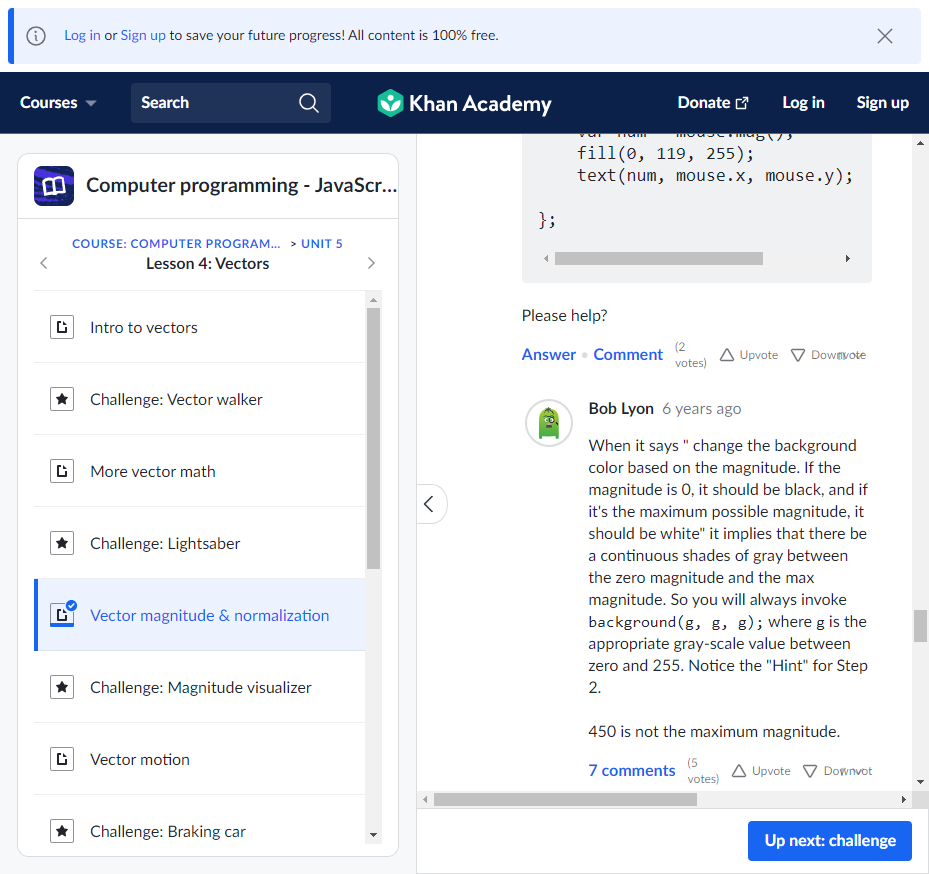 Log in or Sign up to save your future progress! All content is 100% free.
Courses
Search
Khan Academy
Donate
Log in
Sign up
Computer programming - JavaScr...
COURSE: COMPUTER PROGRAM... > UNIT 5
Lesson 4: Vectors
Intro to vectors
Challenge: Vector walker
More vector math
Challenge: Lightsaber
Vector magnitude & normalization
Challenge: Magnitude visualizer
Vector motion
Challenge: Braking car
var num = mouse.mag();
fill(0, 119, 255);
text(num, mouse.x, mouse.y);
};
Please help?
Answer • Comment (2 votes) Upvote Downvote
Bob Lyon 6 years ago
When it says " change the background
color based on the magnitude. If the
magnitude is 0, it should be black, and if
it's the maximum possible magnitude, it
should be white" it implies that there be
a continuous shades of gray between
the zero magnitude and the max
magnitude. So you will always invoke
background(g, g, g); where g is the
appropriate gray-scale value between
zero and 255. Notice the "Hint" for Step
2.
450 is not the maximum magnitude.
7 comments (5 votes) Upvote
Up next: challenge